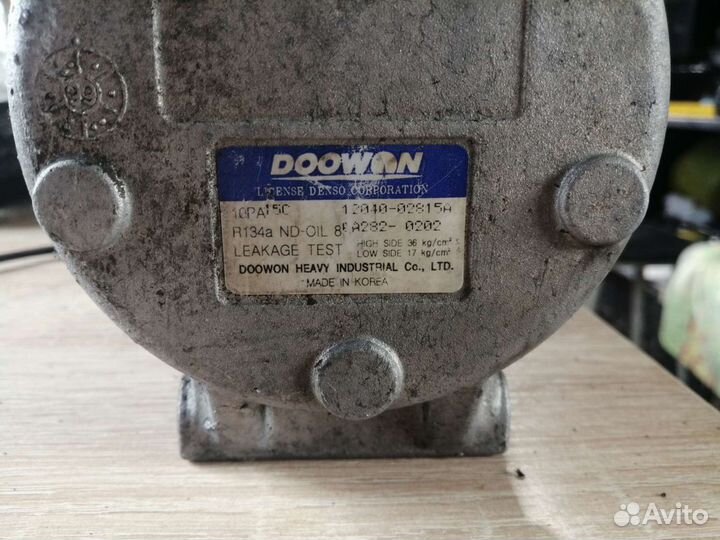 99
DOOWON
LICENSE DENSO CORPORATION
10PA15C 12040-02815A
R134a ND-OIL 8 A282- 0202
LEAKAGE TEST HIGH SIDE 36 kg/cm²
LOW SIDE 17 kg/cm²
DOOWON HEAVY INDUSTRIAL Co., LTD.
MADE IN KOREA
Avito